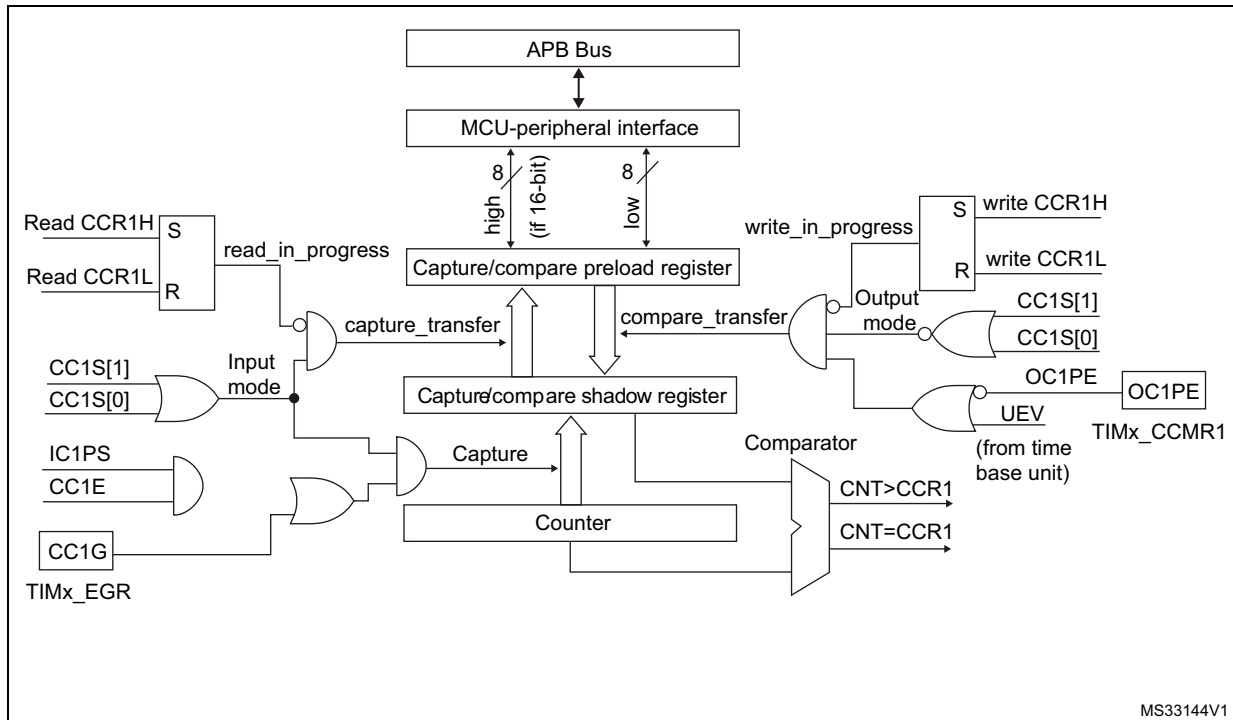 APB Bus
MCU-peripheral interface
8
8
high
(if 16-bit)
low
Read CCR1H
S
read_in_progress
Read CCR1L
R
write_in_progress
S
write CCR1H
R
write CCR1L
Capture/compare preload register
CC1S[1]
Output
mode
CC1S[0]
capture_transfer
compare_transfer
CC1S[1]
Input
mode
CC1S[0]
Capture/compare shadow register
OC1PE
OC1PE
UEV
TIMx_CCMR1
(from time
base unit)
Comparator
IC1PS
Capture
CC1E
CNT>CCR1
Counter
CNT=CCR1
CC1G
TIMx_EGR
MS33144V1